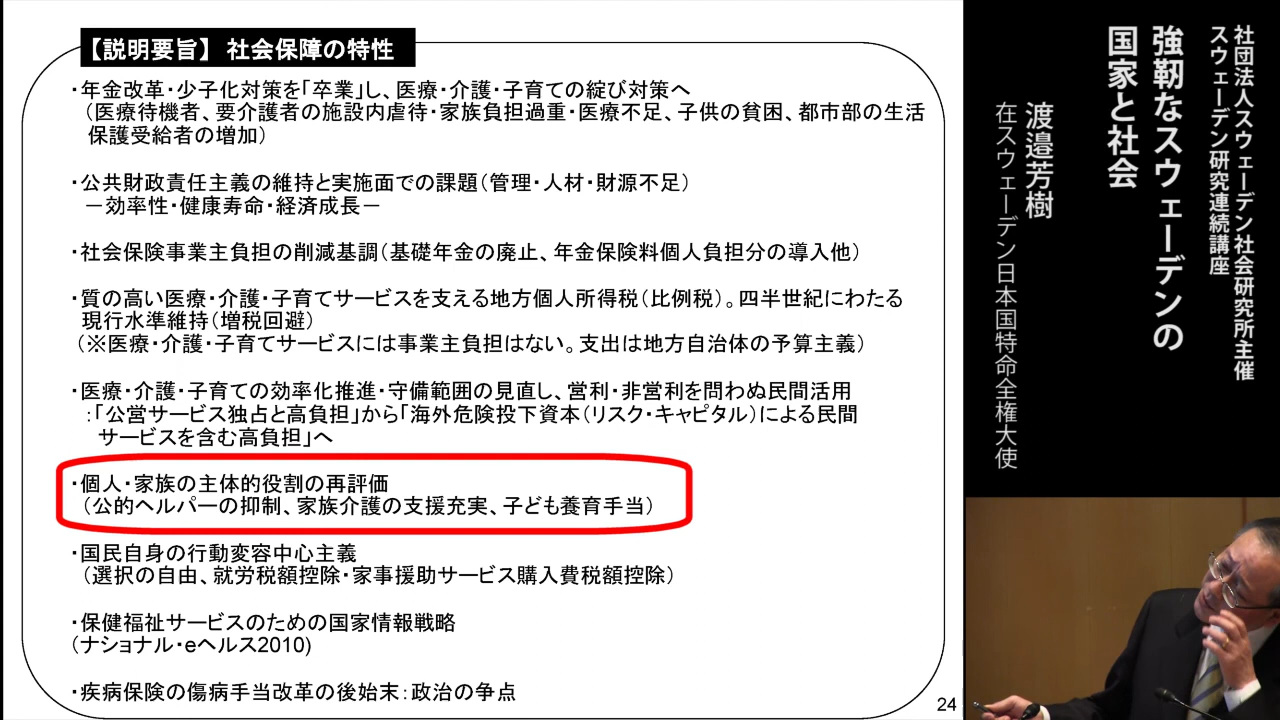 【説明要旨】 社会保障の特性
・年金改革・少子化対策を「卒業」し、医療・介護・子育ての綻び対策へ
（医療待機者、要介護者の施設内虐待・家族負担過重・医療不足、子供の貧困、都市部の生活
保護受給者の増加）
・公共財政責任主義の維持と実施面での課題（管理・人材・財源不足）
－効率性・健康寿命・経済成長－
・社会保険事業主負担の削減基調（基礎年金の廃止、年金保険料個人負担分の導入他）
・質の高い医療・介護・子育てサービスを支える地方個人所得税（比例税）。四半世紀にわたる
現行水準維持（増税回避）
（※医療・介護・子育てサービスには事業主負担はない。支出は地方自治体の予算主義）
・医療・介護・子育ての効率化推進・守備範囲の見直し、営利・非営利を問わぬ民間活用
：「公営サービス独占と高負担」から「海外危険投下資本（リスク・キャピタル）による民間
サービスを含む高負担」へ
・個人・家族の主体的役割の再評価
（公的ヘルパーの抑制、家族介護の支援充実、子ども養育手当）
・国民自身の行動変容中心主義
（選択の自由、就労税額控除・家事援助サービス購入費税額控除）
・保健福祉サービスのための国家情報戦略
（ナショナル・eヘルス2010)
・疾病保険の傷病手当改革の後始末：政治の争点
24
社団法人スウェーデン社会研究所主催
スウェーデン研究連続講座
強靭なスウェーデンの
国家と社会
渡邉芳樹
在スウェーデン日本国特命全権大使